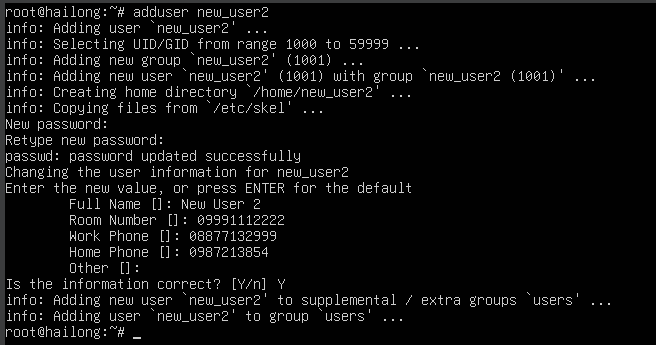 root@hailong:~# adduser new_user2
info: Adding user `new_user2' ...
info: Selecting UID/GID from range 1000 to 59999 ...
info: Adding new group `new_user2' (1001) ...
info: Adding new user `new_user2' (1001) with group `new_user2 (1001)' ...
info: Creating home directory `/home/new_user2' ...
info: Copying files from `/etc/skel' ...
New password:
Retype new password:
passwd: password updated successfully
Changing the user information for new_user2
Enter the new value, or press ENTER for the default
        Full Name []: New User 2
        Room Number []: 09991112222
        Work Phone []: 08877132999
        Home Phone []: 0987213854
        Other []:
Is the information correct? [Y/n] Y
info: Adding new user `new_user2' to supplemental / extra groups `users' ...
info: Adding user `new_user2' to group `users' ...
root@hailong:~# _